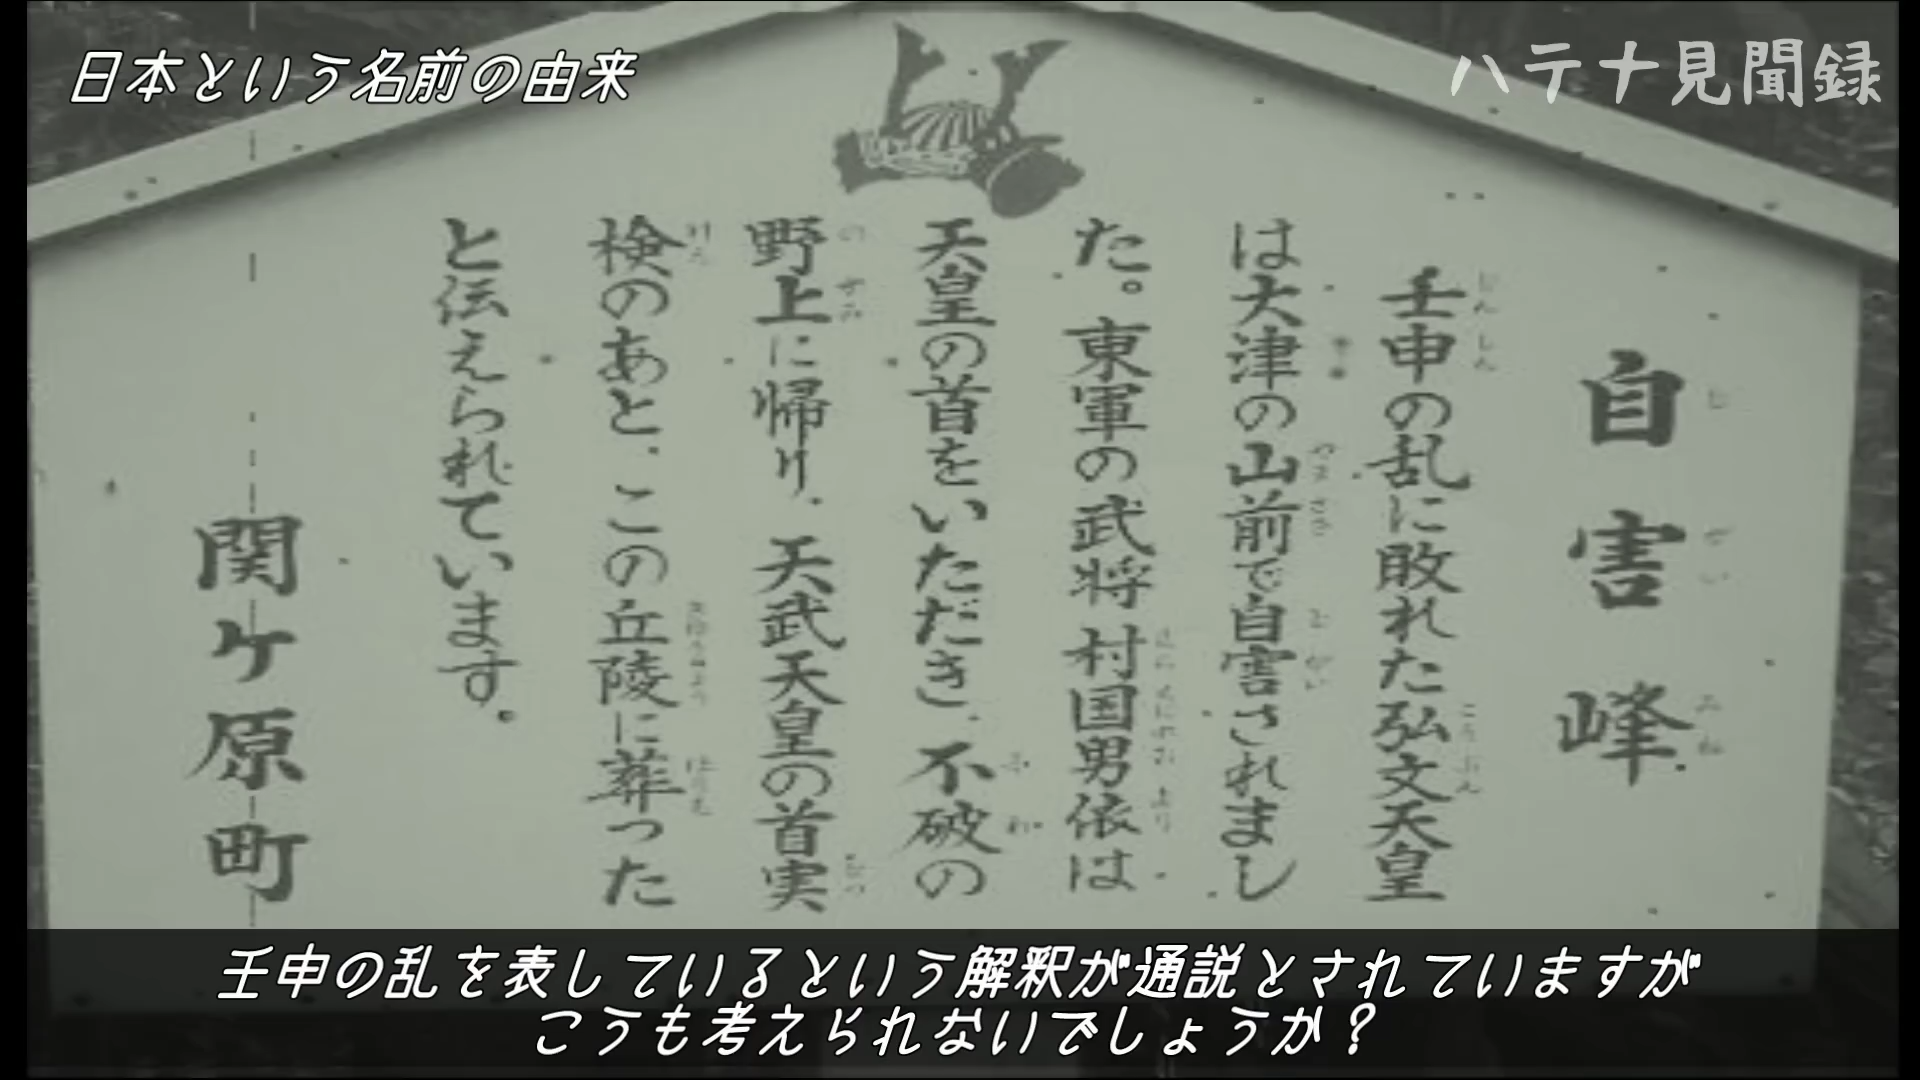 日本という名前の由来
ハテナ見聞録
自害峰
壬申の乱に敗れた弘文天皇
は大津の山前で自害されまし
た。東軍の武将村国男依は
天皇の首をいただき、不破の
野上に帰り、天武天皇の首実
検のあと、この丘陵に葬った
と伝えられています。
関ケ原町
壬申の乱を表しているという解釈が通説とされていますが
こうも考えられないでしょうか？